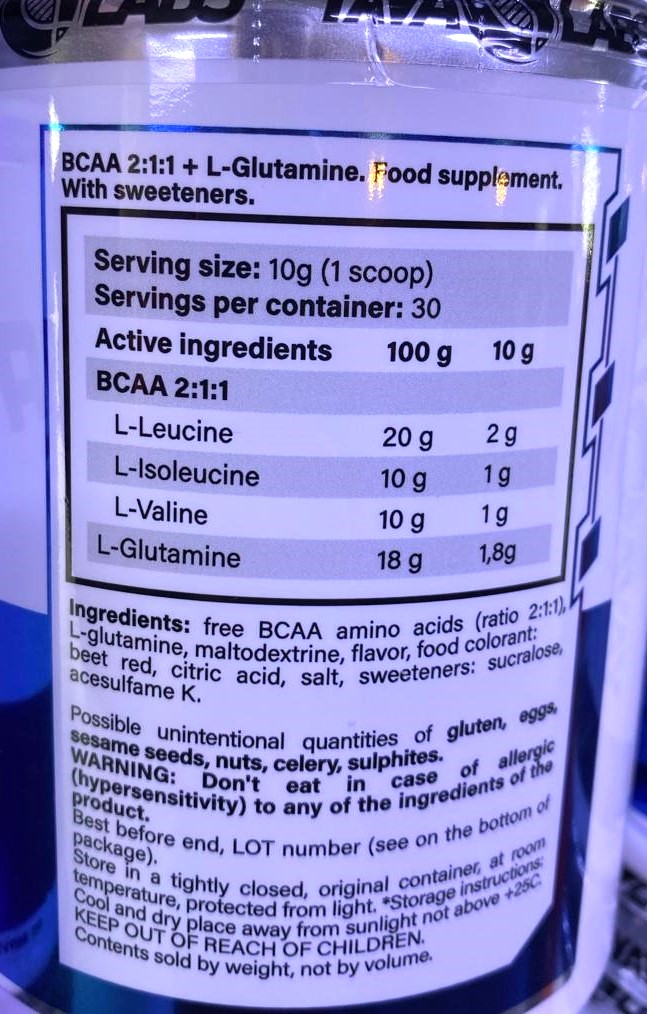 LABS
BCAA 2:1:1 + L-Glutamine. Food supplement.
With sweeteners.
Serving size: 10g (1 scoop)
Servings per container: 30
Active ingredients 100 g 10 g
BCAA 2:1:1
L-Leucine 20 g 2 g
L-Isoleucine 10 g 1 g
L-Valine 10 g 1 g
L-Glutamine 18 g 1,8g
Ingredients: free BCAA amino acids (ratio 2:1:1),
L-glutamine, maltodextrine, flavor, food colorant:
beet red, citric acid, salt, sweeteners: sucralose,
acesulfame K.
Possible unintentional quantities of gluten, eggs,
sesame seeds, nuts, celery, sulphites.
WARNING: Don't eat in case of allergic
(hypersensitivity) to any of the ingredients of the
product.
Best before end, LOT number (see on the bottom of
package).
Store in a tightly closed, original container, at room
temperature, protected from light. *Storage instructions:
Cool and dry place away from sunlight not above +25C.
KEEP OUT OF REACH OF CHILDREN.
Contents sold by weight, not by volume.